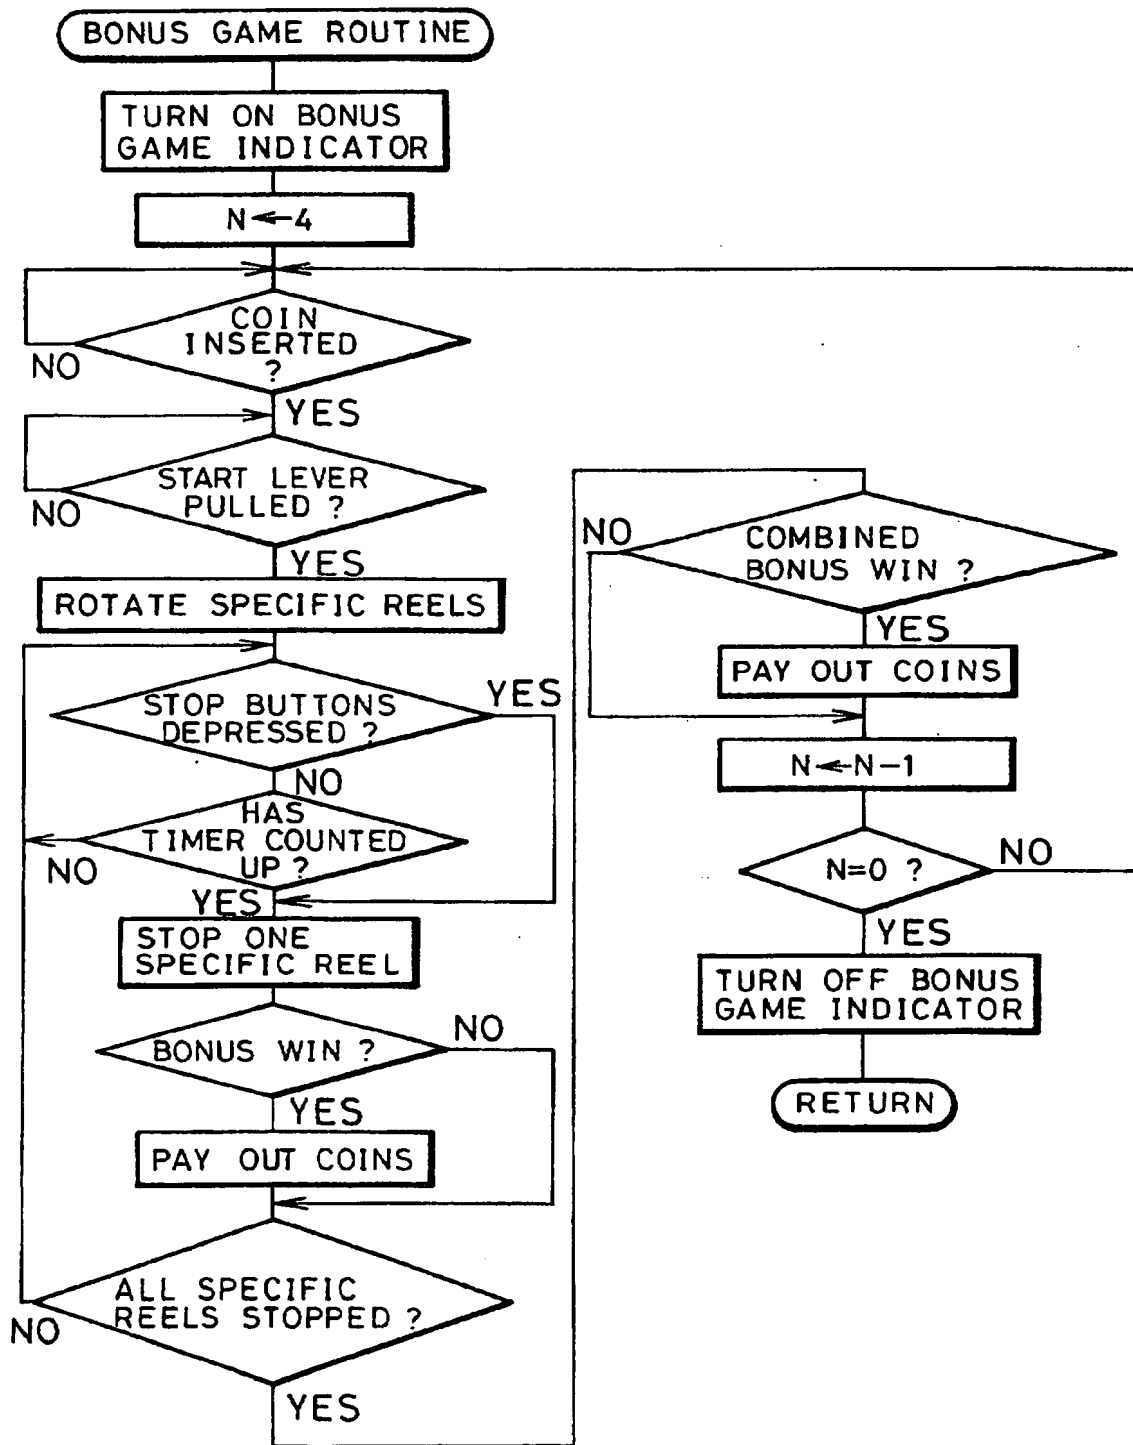 BONUS GAME ROUTINE
TURN ON BONUS
GAME INDICATOR
N←4
COIN
INSERTED
?
NO
YES
START LEVER
PULLED ?
NO
YES
ROTATE SPECIFIC REELS
STOP BUTTONS
DEPRESSED ?
YES
NO
HAS
TIMER COUNTED
UP ?
NO
YES
STOP ONE
SPECIFIC REEL
BONUS WIN ?
NO
YES
PAY OUT COINS
ALL SPECIFIC
REELS STOPPED ?
NO
YES
COMBINED
BONUS WIN ?
NO
YES
PAY OUT COINS
N←N-1
N=0 ?
NO
YES
TURN OFF BONUS
GAME INDICATOR
RETURN